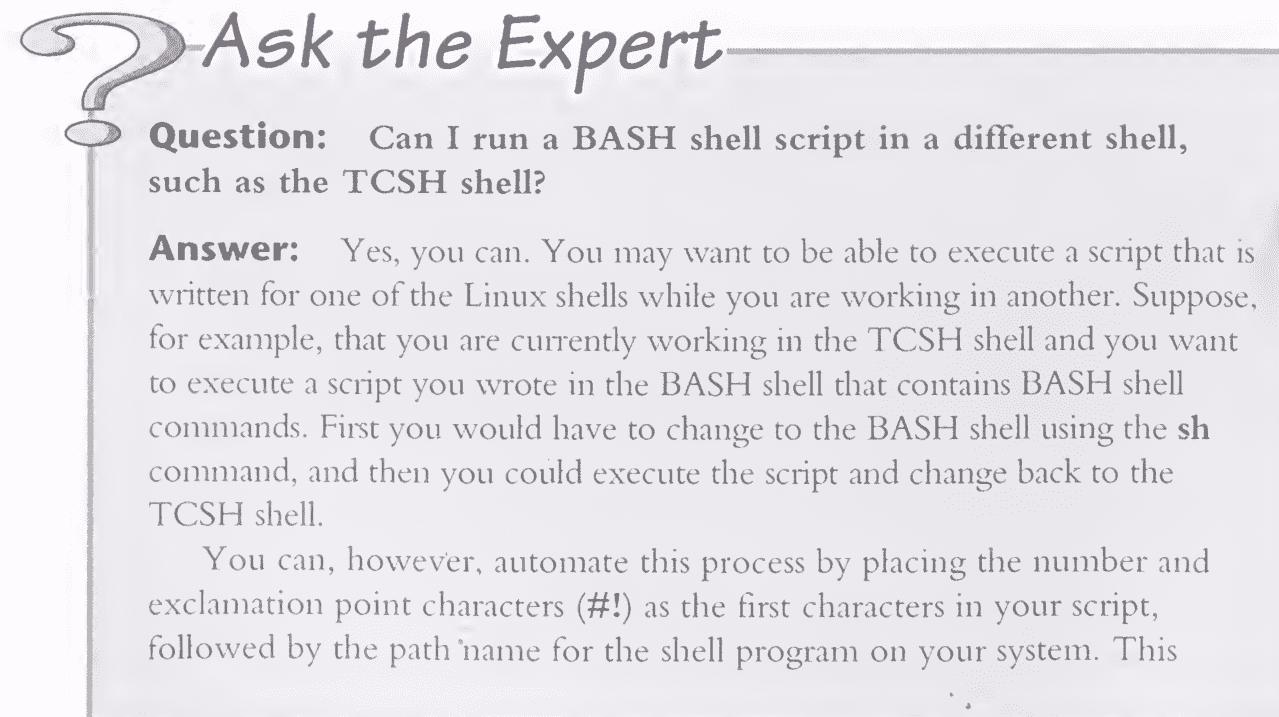 Ask the Expert
Question: Can I run a BASH shell script in a different shell,
such as the TCSH shell?
Answer: Yes, you can. You may want to be able to execute a script that is
written for one of the Linux shells while you are working in another. Suppose,
for example, that you are currently working in the TCSH shell and you want
to execute a script you wrote in the BASH shell that contains BASH shell
commands. First you would have to change to the BASH shell using the sh
command, and then you could execute the script and change back to the
TCSH shell.
You can, however, automate this process by placing the number and
exclamation point characters (#!) as the first characters in your script,
followed by the path name for the shell program on your system. This